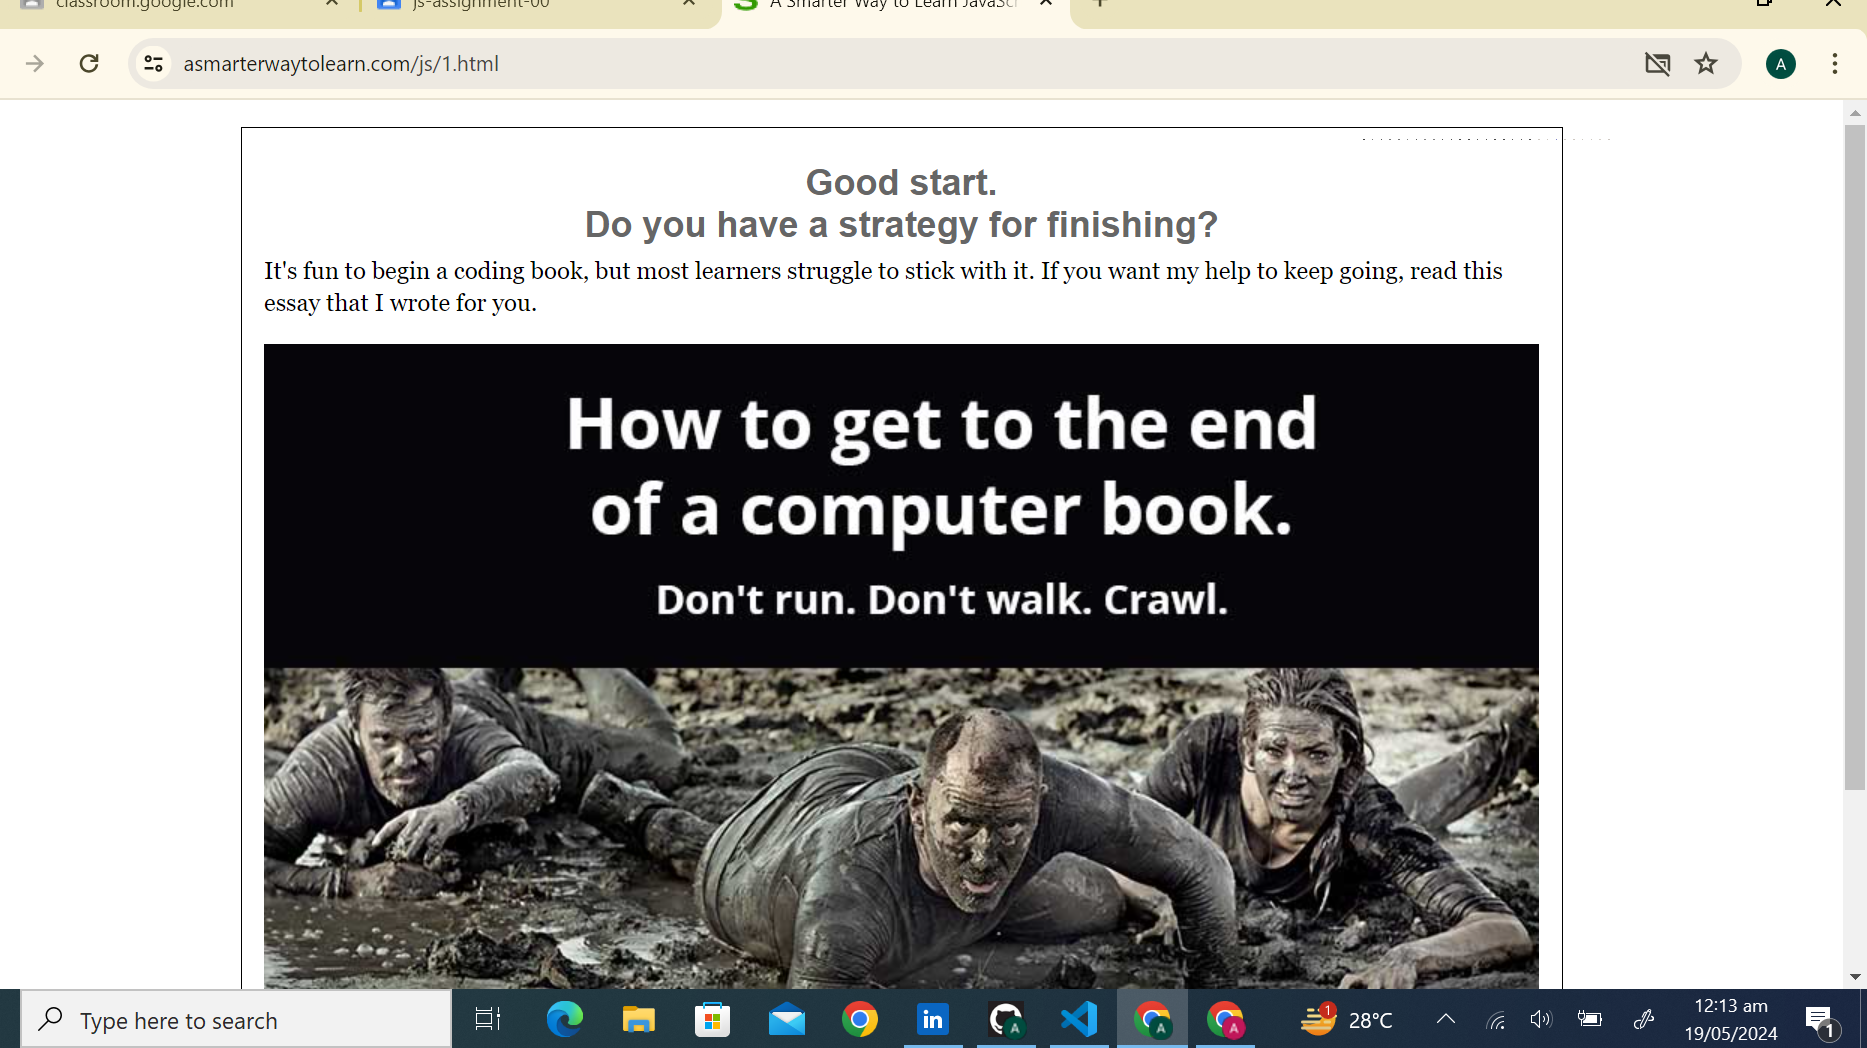 classroom.google.com
js-assignment-00
A Smarter Way to Learn JavaScr
asmarterwaytolearn.com/js/1.html
A
Good start.
Do you have a strategy for finishing?
It's fun to begin a coding book, but most learners struggle to stick with it. If you want my help to keep going, read this
essay that I wrote for you.
How to get to the end
of a computer book.
Don't run. Don't walk. Crawl.
Type here to search
in
A
A
A
1
28°C
12:13 am
19/05/2024
1